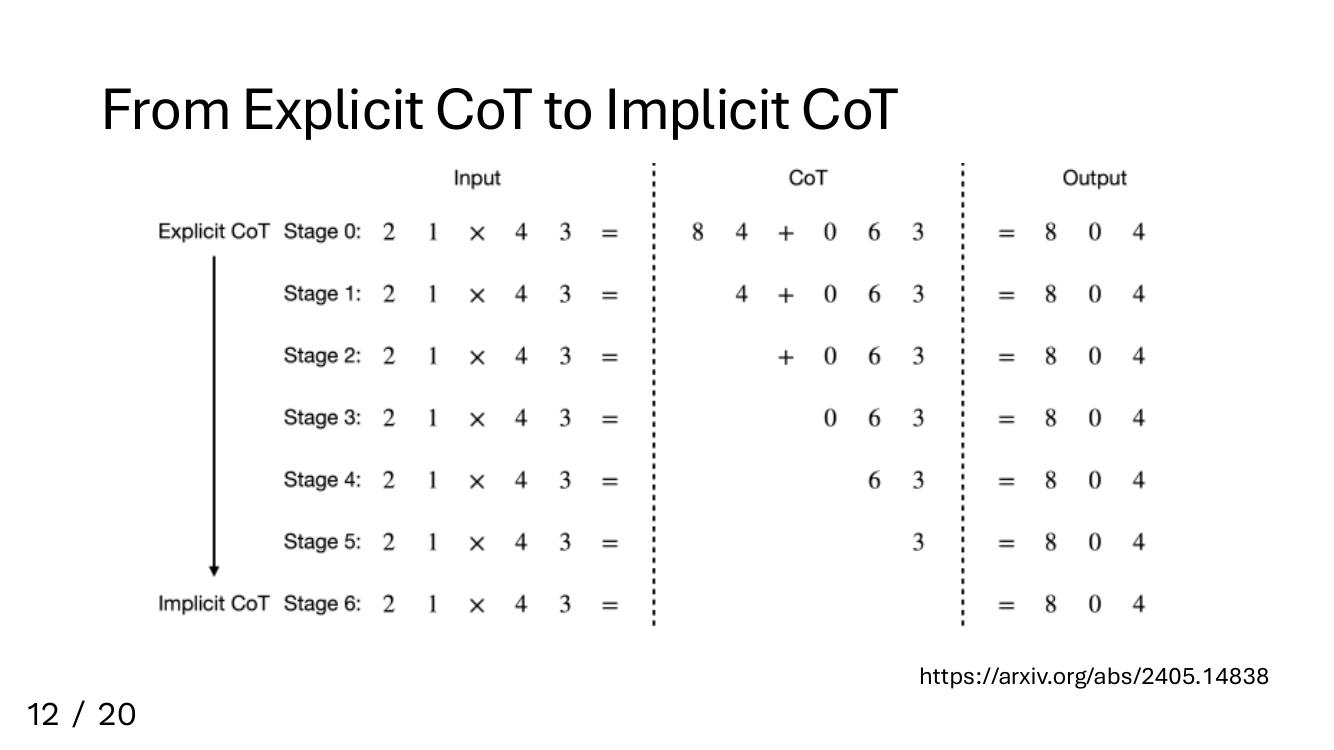 From Explicit CoT to Implicit CoT
Input CoT Output
Explicit CoT Stage 0: 2 1 × 4 3 = 8 4 + 0 6 3 = 8 0 4
Stage 1: 2 1 × 4 3 = 4 + 0 6 3 = 8 0 4
Stage 2: 2 1 × 4 3 = + 0 6 3 = 8 0 4
Stage 3: 2 1 × 4 3 = 0 6 3 = 8 0 4
Stage 4: 2 1 × 4 3 = 6 3 = 8 0 4
Stage 5: 2 1 × 4 3 = 3 = 8 0 4
Implicit CoT Stage 6: 2 1 × 4 3 = = 8 0 4
https://arxiv.org/abs/2405.14838
12 / 20